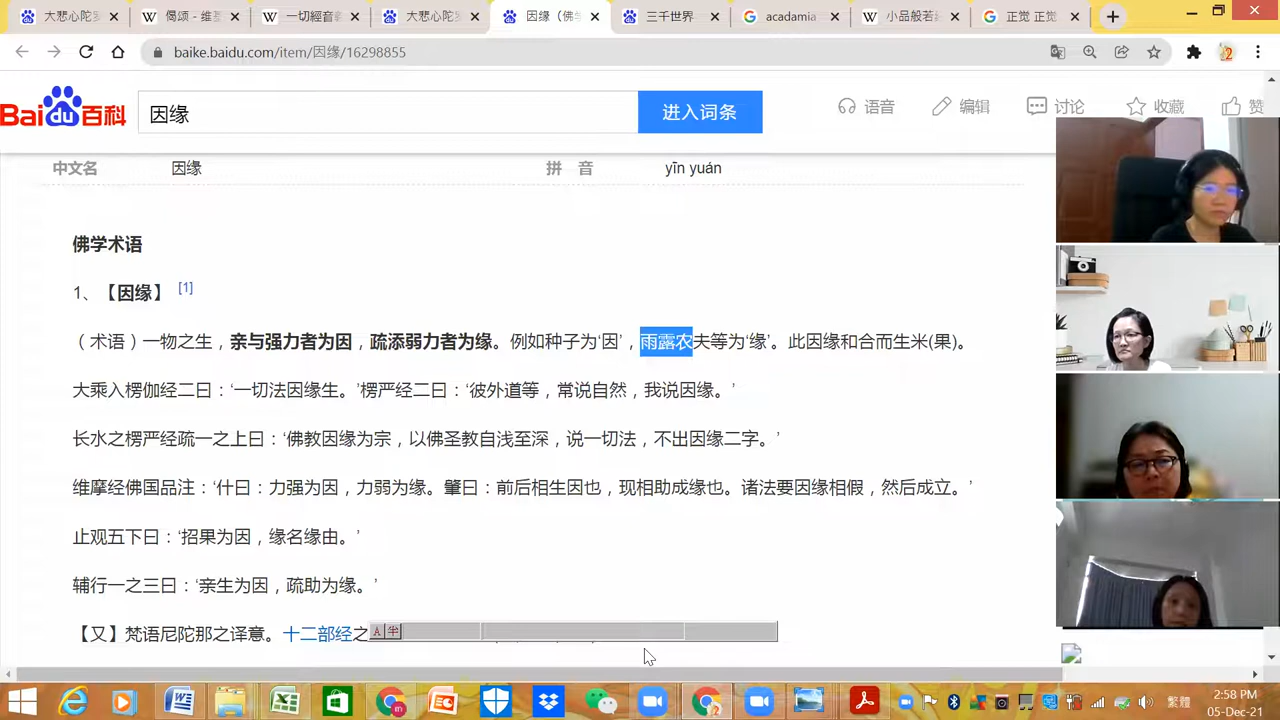 大悲心陀罗
偈颂 - 维基
一切經音義
大悲心陀罗
因缘（佛学
三千世界
acadamia
小品般若
正觉 正觉
baike.baidu.com/item/因缘/16298855
Bai du 百科
因缘
进入词条
语音
编辑
讨论
收藏
赞
中文名 因缘 拼 音 yīn yuán
佛学术语
1、【因缘】 [1]
（术语）一物之生，亲与强力者为因，疏添弱力者为缘。例如种子为‘因’，雨露农夫等为‘缘’。此因缘和合而生米(果)。
大乘入楞伽经二曰：‘一切法因缘生。’楞严经二曰：‘彼外道等，常说自然，我说因缘。’
长水之楞严经疏一之上曰：‘佛教因缘为宗，以佛圣教自浅至深，说一切法，不出因缘二字。’
维摩经佛国品注：‘什曰：力强为因，力弱为缘。肇曰：前后相生因也，现相助成缘也。诸法要因缘相假，然后成立。’
止观五下曰：‘招果为因，缘名缘由。’
辅行一之三曰：‘亲生为因，疏助为缘。’
【又】梵语尼陀那之译意。十二部经之
A 半
繁體
2:58 PM
05-Dec-21